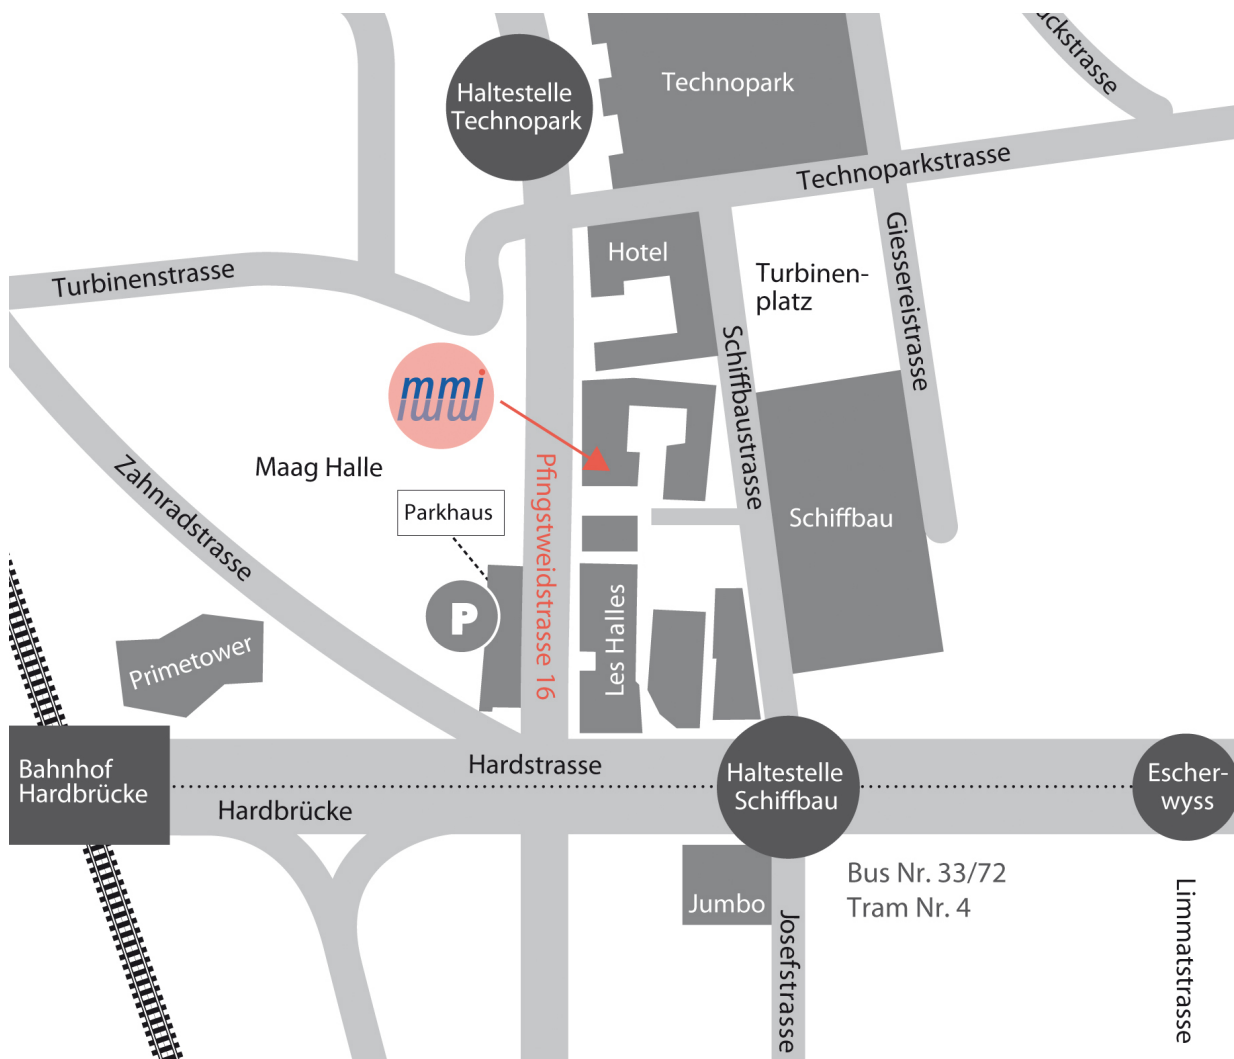 uckstrasse
Haltestelle
Technopark
Technopark
Technoparkstrasse
Hotel
Turbinen-
platz
Giessereistrasse
Turbinenstrasse
Schiffbaustrasse
mmi
Maag Halle
Pfingstweidstrasse 16
Zahnradstrasse
Parkhaus
Schiffbau
P
Les Halles
Primetower
Bahnhof
Hardbrücke
Hardstrasse
Hardbrücke
Haltestelle
Schiffbau
Escher-
wyss
Bus Nr. 33/72
Tram Nr. 4
Jumbo
Josefstrasse
Limmatstrasse